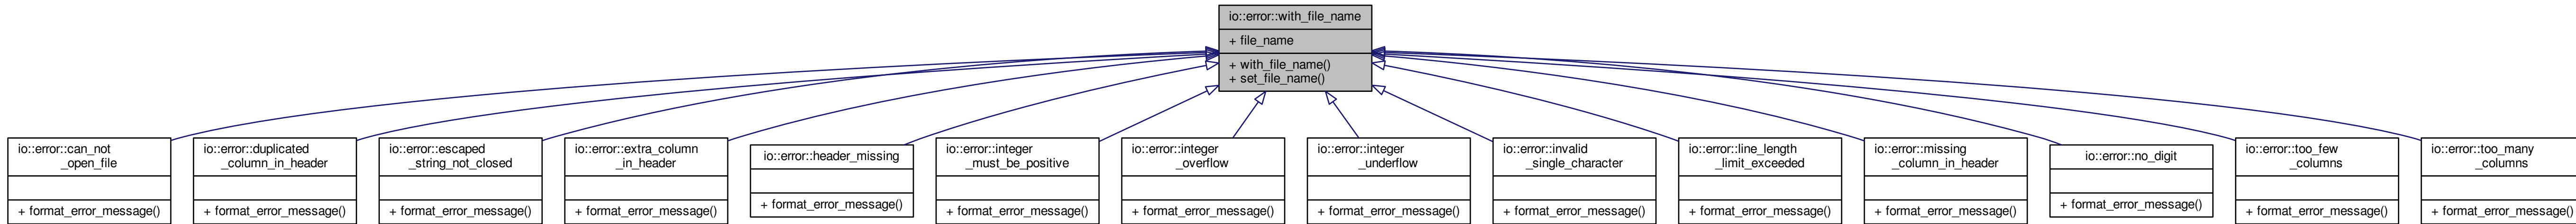 io::error::with_file_name
+ file_name
+ with_file_name()
+ set_file_name()
io::error::can_not
_open_file
+ format_error_message()
io::error::duplicated
_column_in_header
+ format_error_message()
io::error::escaped
_string_not_closed
+ format_error_message()
io::error::extra_column
_in_header
+ format_error_message()
io::error::header_missing
+ format_error_message()
io::error::integer
_must_be_positive
+ format_error_message()
io::error::integer
_overflow
+ format_error_message()
io::error::integer
_underflow
+ format_error_message()
io::error::invalid
_single_character
+ format_error_message()
io::error::line_length
_limit_exceeded
+ format_error_message()
io::error::missing
_column_in_header
+ format_error_message()
io::error::no_digit
+ format_error_message()
io::error::too_few
_columns
+ format_error_message()
io::error::too_many
_columns
+ format_error_message()